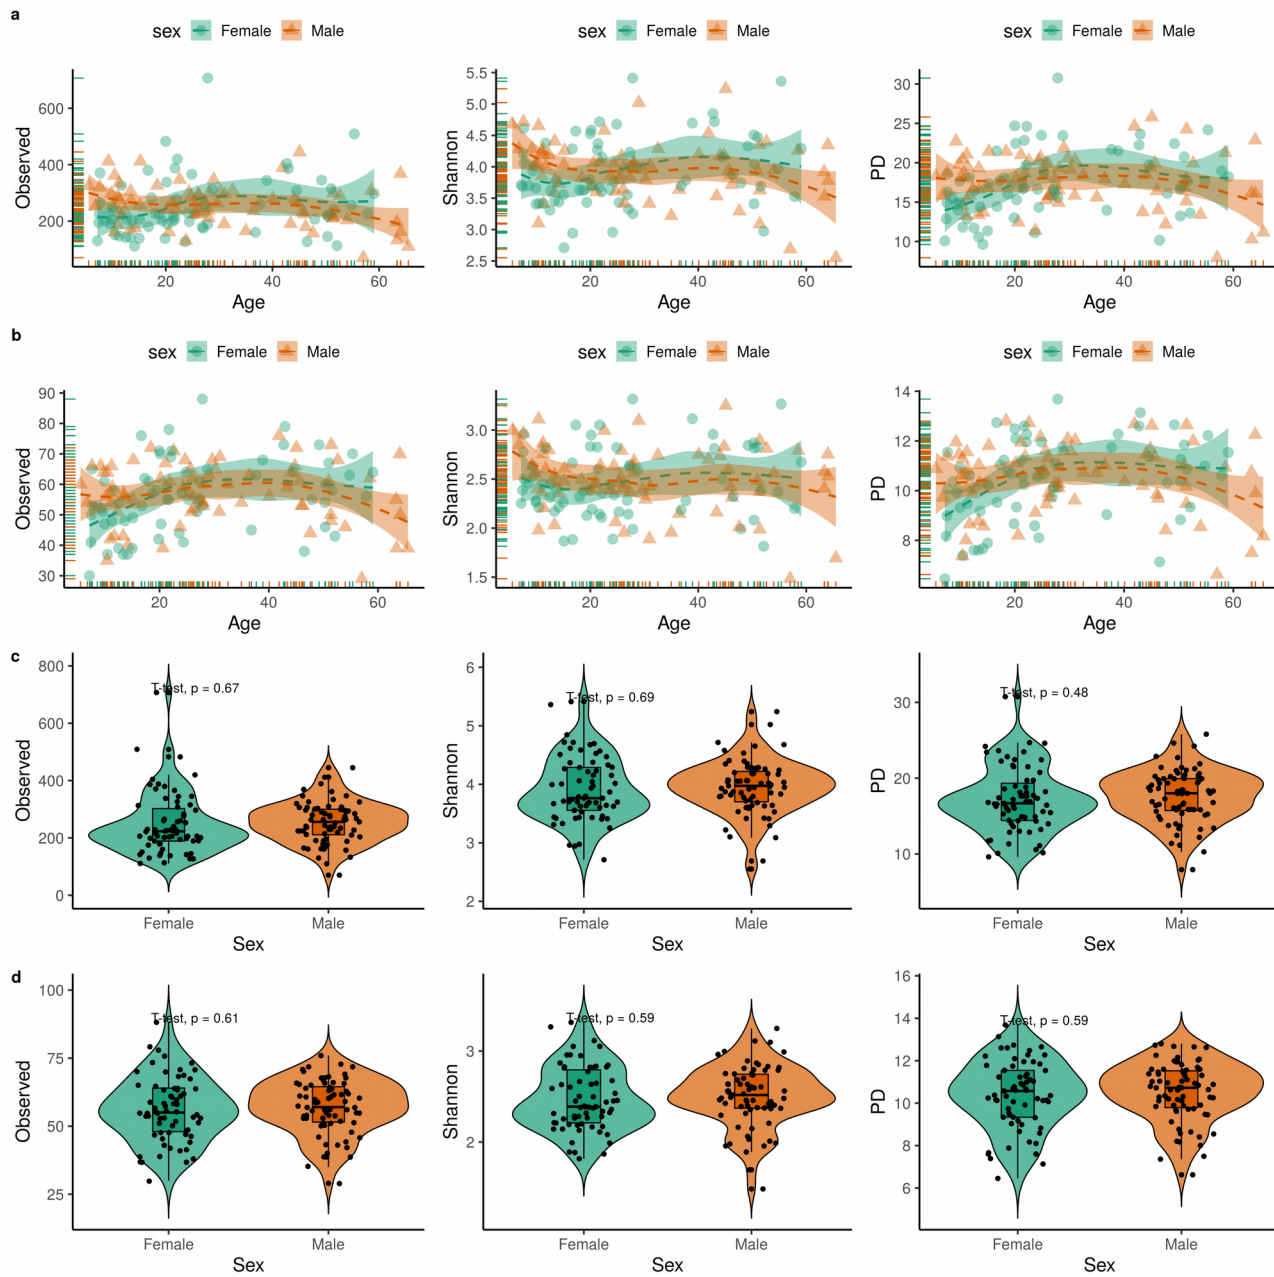 a
sex Female Male
sex Female Male
sex Female Male
Observed
600
400
200
20 40 60
Age
Shannon
5.5
5.0
4.5
4.0
3.5
3.0
2.5
20 40 60
Age
PD
30
25
20
15
10
20 40 60
Age
b
sex Female Male
sex Female Male
sex Female Male
Observed
90
80
70
60
50
40
30
20 40 60
Age
Shannon
3.0
2.5
2.0
1.5
20 40 60
Age
PD
14
12
10
8
20 40 60
Age
c
Observed
800
600
400
200
0
T-test, p = 0.67
Female Male
Sex
Shannon
6
5
4
3
2
T-test, p = 0.69
Female Male
Sex
PD
30
20
10
T-test, p = 0.48
Female Male
Sex
d
Observed
100
75
50
25
T-test, p = 0.61
Female Male
Sex
Shannon
3
2
T-test, p = 0.59
Female Male
Sex
PD
16
14
12
10
8
6
T-test, p = 0.59
Female Male
Sex